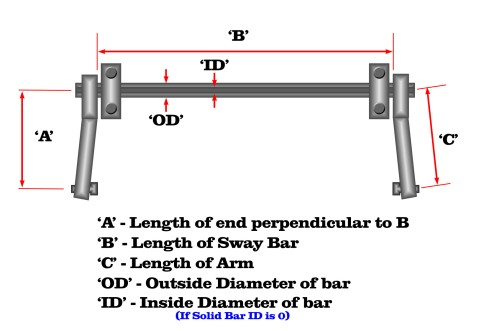 'B'
'ID'
'OD'
'A'
'C'
'A' - Length of end perpendicular to B
'B' - Length of Sway Bar
'C' - Length of Arm
'OD' - Outside Diameter of bar
'ID' - Inside Diameter of bar
(If Solid Bar ID is 0)